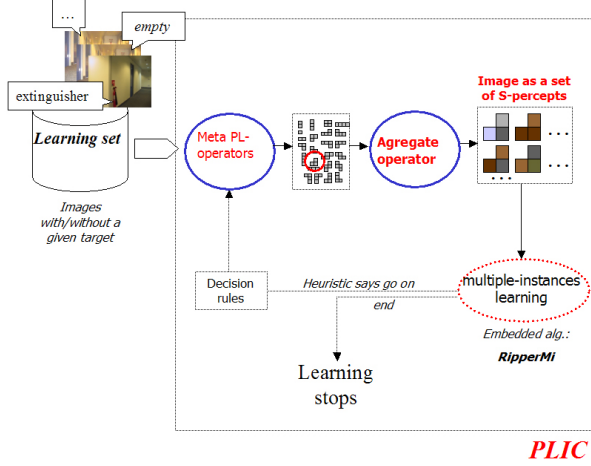 ...
empty
extinguisher
Learning set
Images
with/without a
given target
Meta PL-
operators
Agregate
operator
Image as a set
of S-percepts
...
...
...
multiple-instances
learning
Embedded alg.:
RipperMi
Decision
rules
Heuristic says go on
end
Learning
stops
PLIC